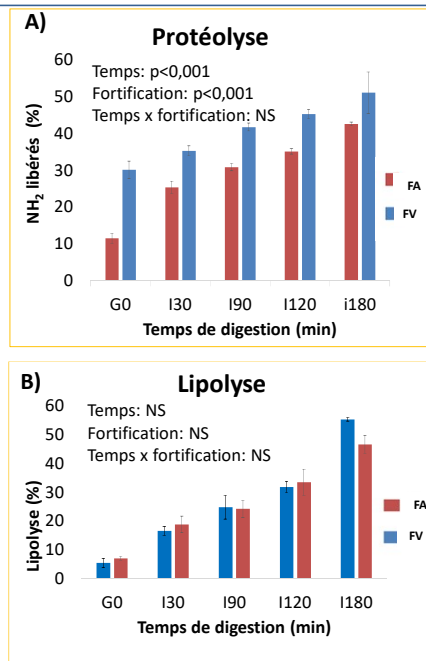 A)
Protéolyse
Temps: p<0,001
Fortification: p<0,001
Temps x fortification: NS
NH2 libérés (%)
60
50
40
30
20
10
0
G0 I30 I90 I120 i180
Temps de digestion (min)
FA
FV
B)
Lipolyse
Temps: NS
Fortification: NS
Temps x fortification: NS
Lipolyse (%)
60
50
40
30
20
10
0
G0 I30 I90 I120 I180
Temps de digestion (min)
FA
FV